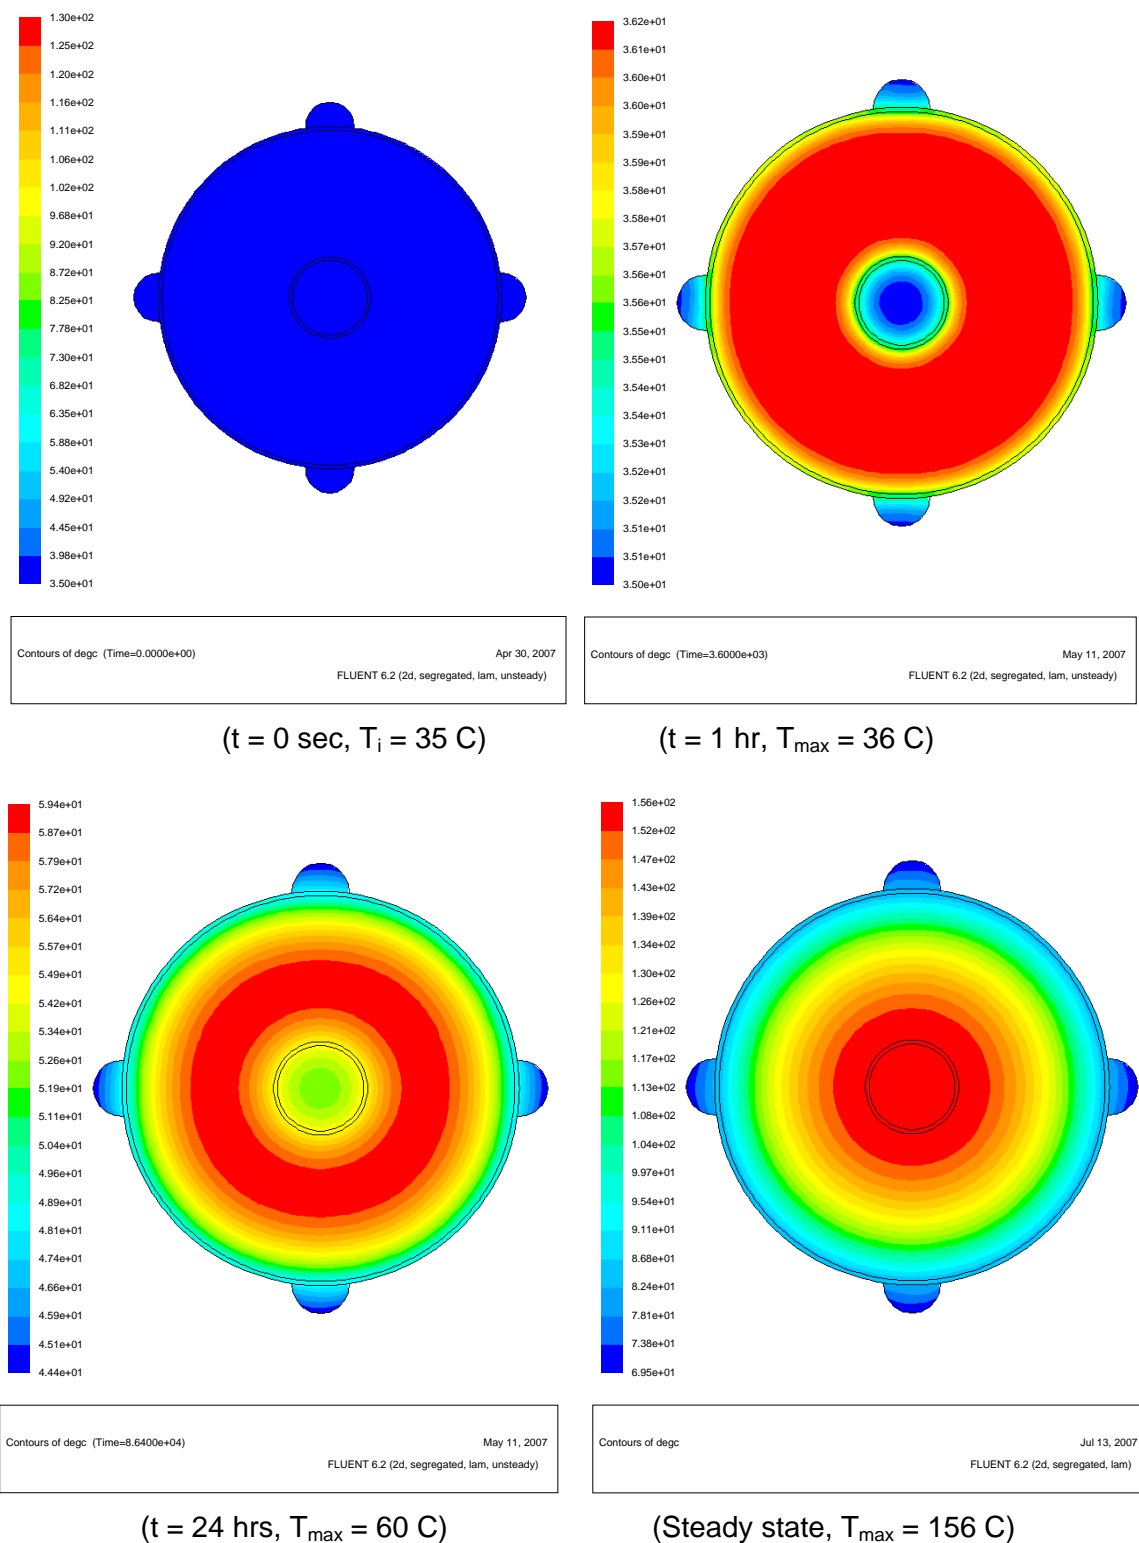 1.30e+02
1.25e+02
1.20e+02
1.16e+02
1.11e+02
1.06e+02
1.02e+02
9.68e+01
9.20e+01
8.72e+01
8.25e+01
7.78e+01
7.30e+01
6.82e+01
6.35e+01
5.88e+01
5.40e+01
4.92e+01
4.45e+01
3.98e+01
3.50e+01
Contours of degc (Time=0.0000e+00)
Apr 30, 2007
FLUENT 6.2 (2d, segregated, lam, unsteady)
(t = 0 sec, Ti = 35 C)
3.62e+01
3.61e+01
3.60e+01
3.60e+01
3.59e+01
3.59e+01
3.58e+01
3.58e+01
3.57e+01
3.56e+01
3.56e+01
3.55e+01
3.55e+01
3.54e+01
3.54e+01
3.53e+01
3.52e+01
3.52e+01
3.51e+01
3.51e+01
3.50e+01
Contours of degc (Time=3.6000e+03)
May 11, 2007
FLUENT 6.2 (2d, segregated, lam, unsteady)
(t = 1 hr, Tmax = 36 C)
5.94e+01
5.87e+01
5.79e+01
5.72e+01
5.64e+01
5.57e+01
5.49e+01
5.42e+01
5.34e+01
5.26e+01
5.19e+01
5.11e+01
5.04e+01
4.96e+01
4.89e+01
4.81e+01
4.74e+01
4.66e+01
4.59e+01
4.51e+01
4.44e+01
Contours of degc (Time=8.6400e+04)
May 11, 2007
FLUENT 6.2 (2d, segregated, lam, unsteady)
(t = 24 hrs, Tmax = 60 C)
1.56e+02
1.52e+02
1.47e+02
1.43e+02
1.39e+02
1.34e+02
1.30e+02
1.26e+02
1.21e+02
1.17e+02
1.13e+02
1.08e+02
1.04e+02
9.97e+01
9.54e+01
9.11e+01
8.68e+01
8.24e+01
7.81e+01
7.38e+01
6.95e+01
Contours of degc
Jul 13, 2007
FLUENT 6.2 (2d, segregated, lam)
(Steady state, Tmax = 156 C)